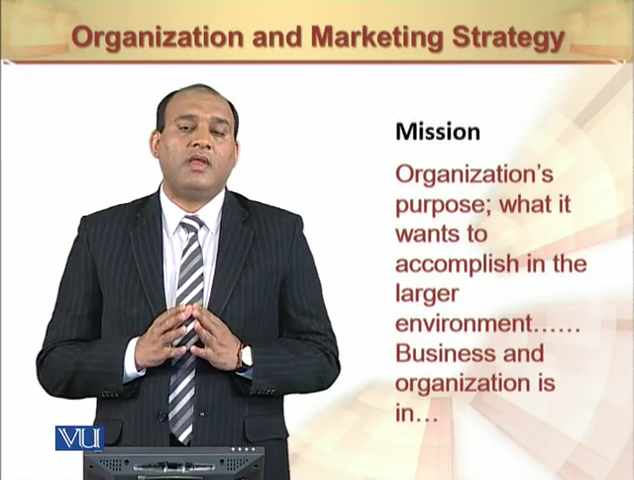 Organization and Marketing Strategy
Mission
Organization's
purpose; what it
wants to
accomplish in the
larger
environment……
Business and
organization is
in…
VU